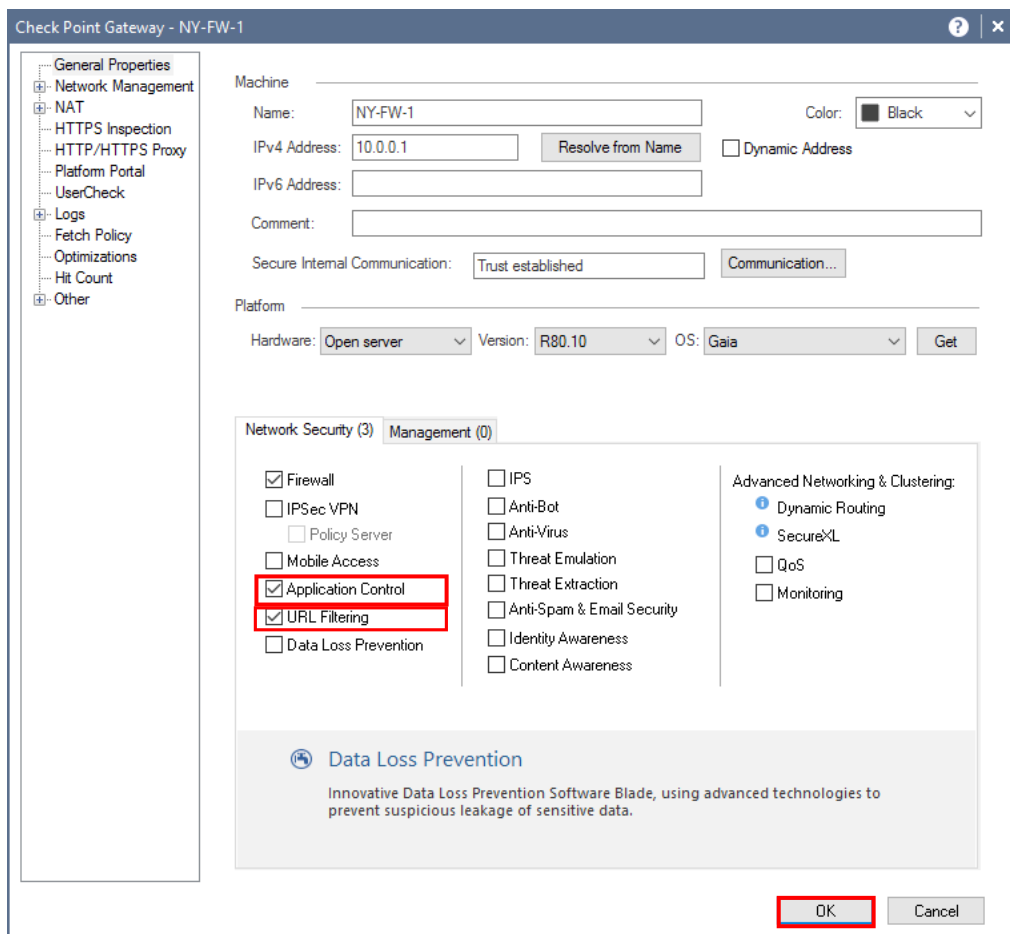 Check Point Gateway - NY-FW-1
General Properties
Network Management
NAT
HTTPS Inspection
HTTP/HTTPS Proxy
Platform Portal
UserCheck
Logs
Fetch Policy
Optimizations
Hit Count
Other
Machine
Name: NY-FW-1 Color: Black
IPv4 Address: 10.0.0.1 Resolve from Name Dynamic Address
IPv6 Address:
Comment:
Secure Internal Communication: Trust established Communication...
Platform
Hardware: Open server Version: R80.10 OS: Gaia Get
Network Security (3) Management (0)
Firewall
IPSec VPN
Policy Server
Mobile Access
Application Control
URL Filtering
Data Loss Prevention
IPS
Anti-Bot
Anti-Virus
Threat Emulation
Threat Extraction
Anti-Spam & Email Security
Identity Awareness
Content Awareness
Advanced Networking & Clustering:
Dynamic Routing
SecureXL
QoS
Monitoring
Data Loss Prevention
Innovative Data Loss Prevention Software Blade, using advanced technologies to
prevent suspicious leakage of sensitive data.
OK Cancel